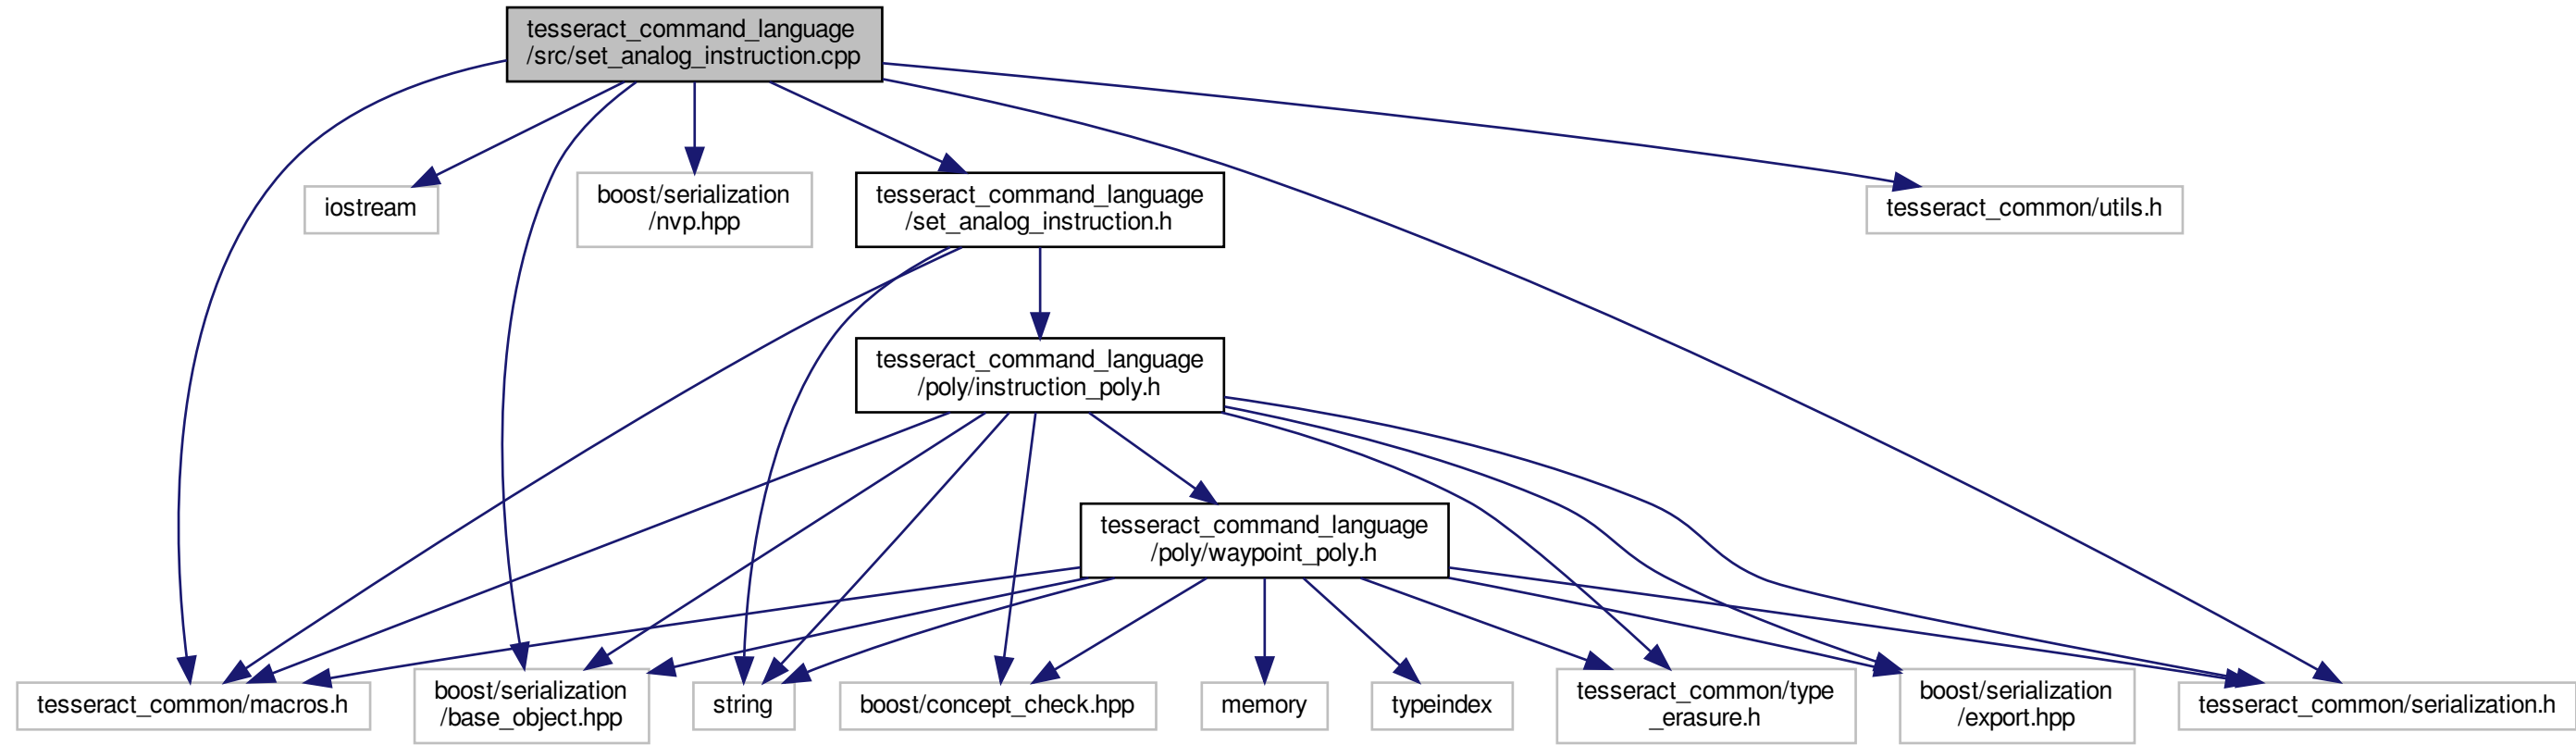 tesseract_command_language
/src/set_analog_instruction.cpp
iostream
boost/serialization
/nvp.hpp
tesseract_command_language
/set_analog_instruction.h
tesseract_common/utils.h
tesseract_command_language
/poly/instruction_poly.h
tesseract_command_language
/poly/waypoint_poly.h
tesseract_common/macros.h
boost/serialization
/base_object.hpp
string
boost/concept_check.hpp
memory
typeindex
tesseract_common/type
_erasure.h
boost/serialization
/export.hpp
tesseract_common/serialization.h